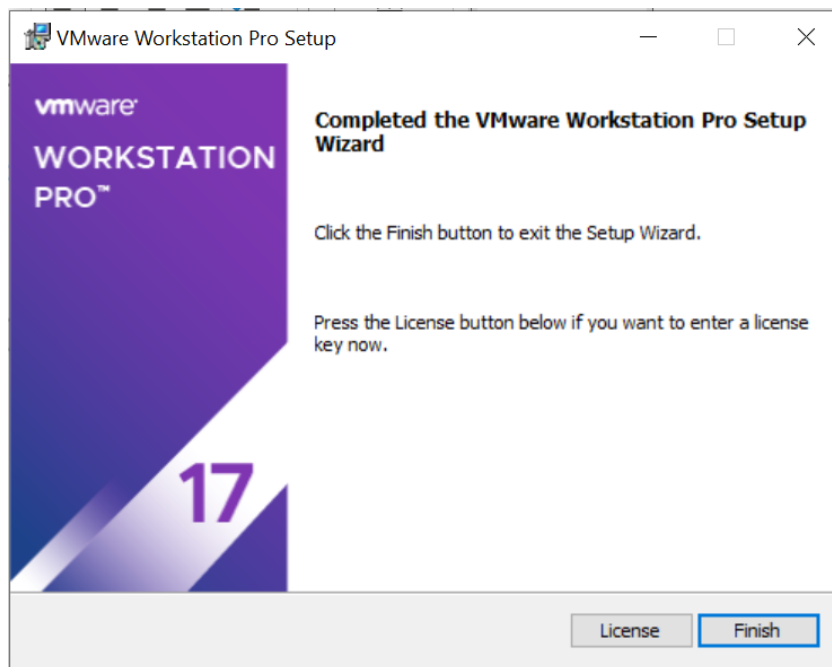 VMware Workstation Pro Setup
vmware®
WORKSTATION
PRO™
Completed the VMware Workstation Pro Setup
Wizard
Click the Finish button to exit the Setup Wizard.
Press the License button below if you want to enter a license
key now.
17
License
Finish